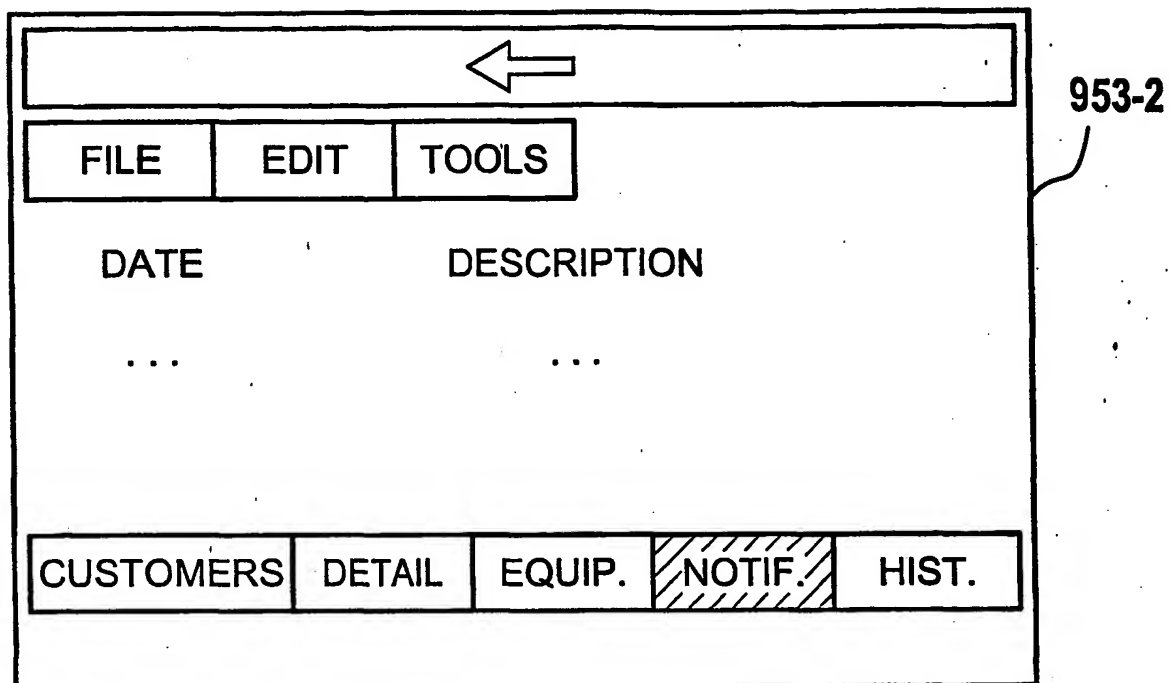 953-2
FILE EDIT TOOLS
DATE DESCRIPTION
... ...
CUSTOMERS DETAIL EQUIP. NOTIF. HIST.